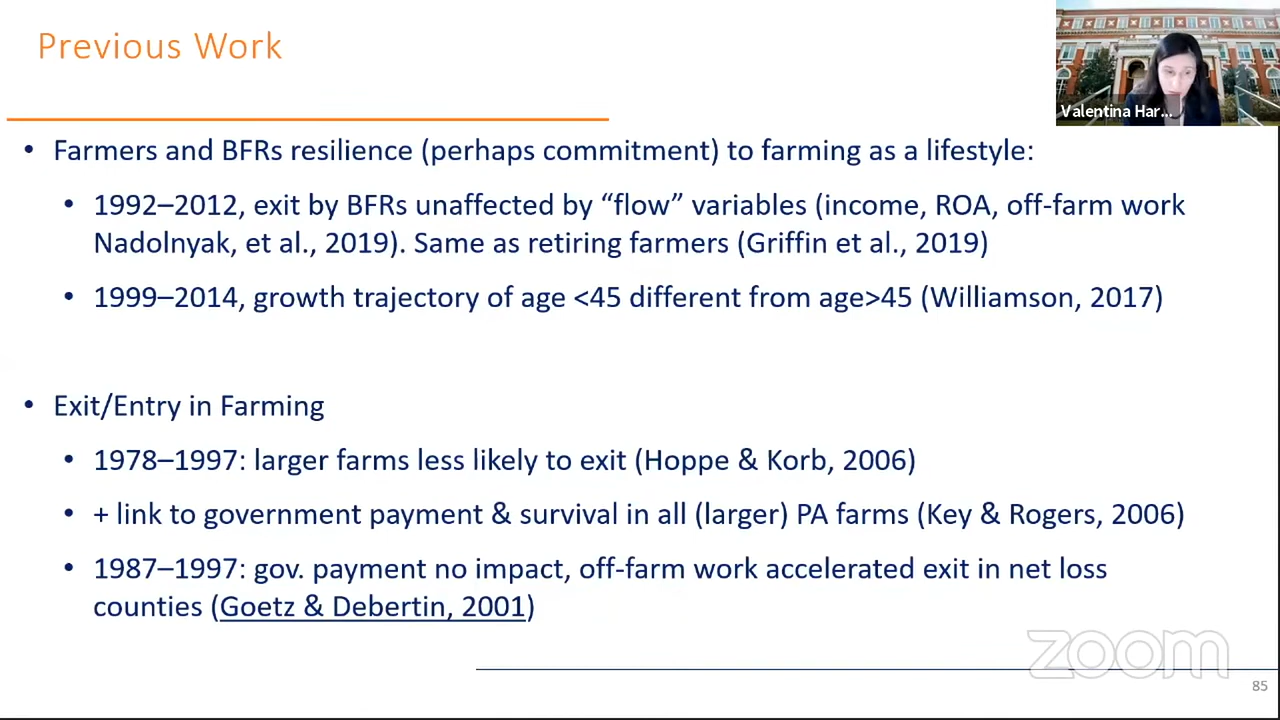 Previous Work
Valentina Har...
• Farmers and BFRs resilience (perhaps commitment) to farming as a lifestyle:
• 1992–2012, exit by BFRs unaffected by “flow” variables (income, ROA, off-farm work
Nadolnyak, et al., 2019). Same as retiring farmers (Griffin et al., 2019)
• 1999–2014, growth trajectory of age <45 different from age>45 (Williamson, 2017)
• Exit/Entry in Farming
• 1978–1997: larger farms less likely to exit (Hoppe & Korb, 2006)
• + link to government payment & survival in all (larger) PA farms (Key & Rogers, 2006)
• 1987–1997: gov. payment no impact, off-farm work accelerated exit in net loss
counties (Goetz & Debertin, 2001)
zoom
85